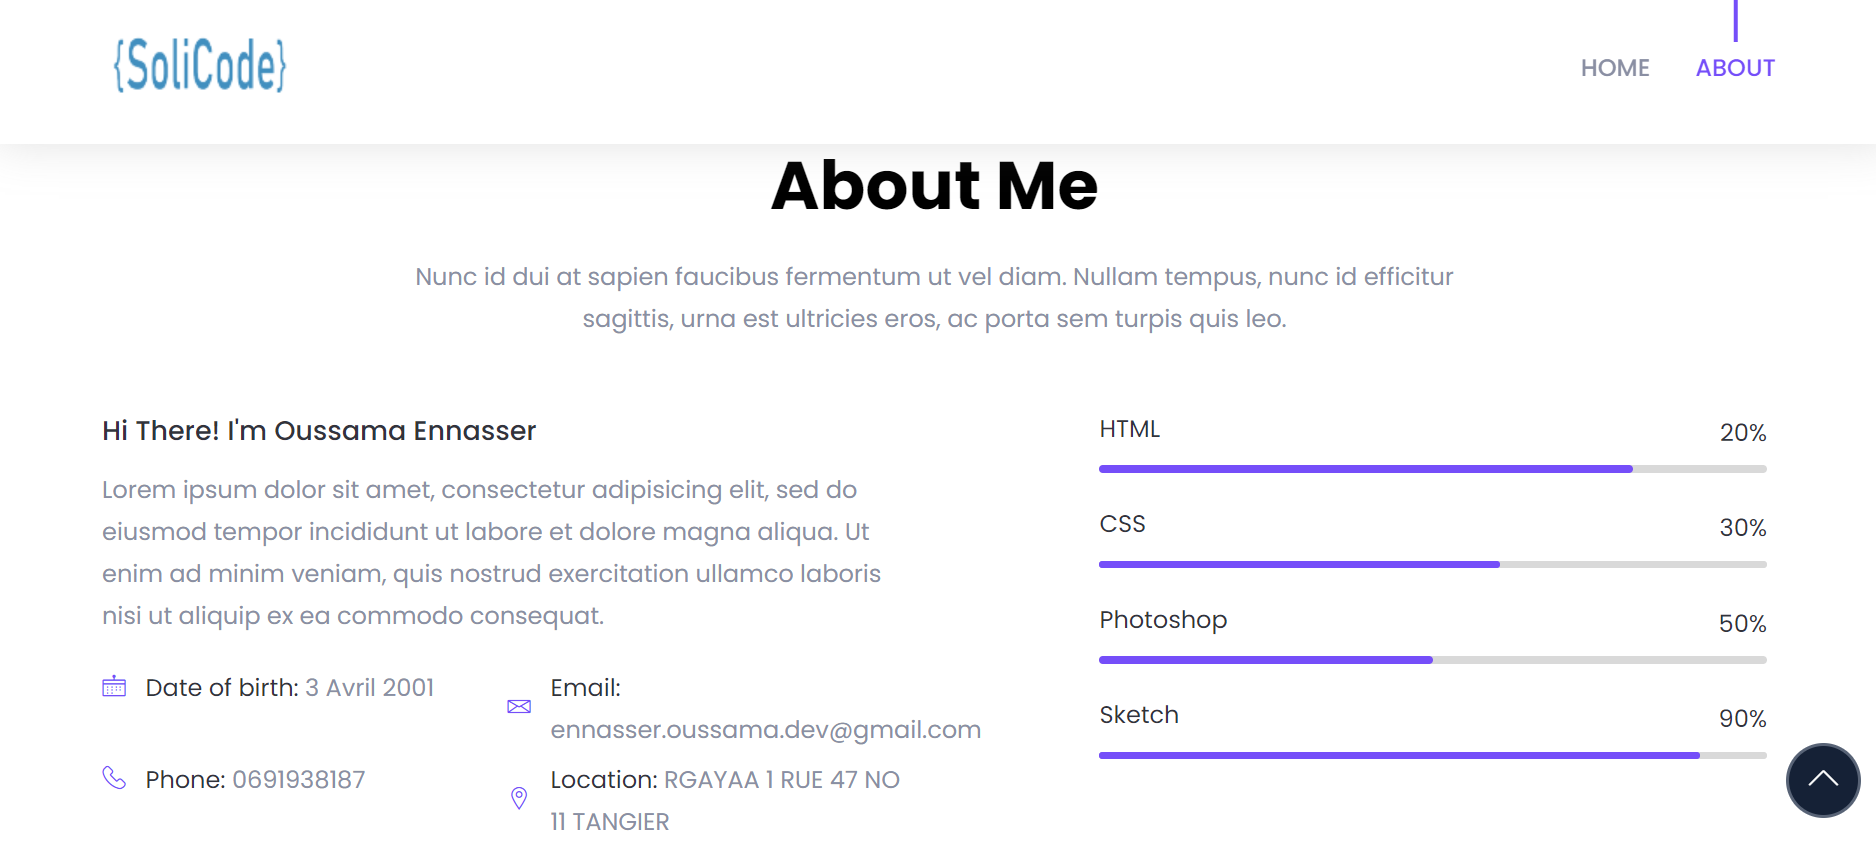 {SoliCode}
HOME ABOUT
About Me
Nunc id dui at sapien faucibus fermentum ut vel diam. Nullam tempus, nunc id efficitur
sagittis, urna est ultricies eros, ac porta sem turpis quis leo.
Hi There! I'm Oussama Ennasser
Lorem ipsum dolor sit amet, consectetur adipisicing elit, sed do
eiusmod tempor incididunt ut labore et dolore magna aliqua. Ut
enim ad minim veniam, quis nostrud exercitation ullamco laboris
nisi ut aliquip ex ea commodo consequat.
Date of birth: 3 Avril 2001
Email:
ennasser.oussama.dev@gmail.com
Phone: 0691938187
Location: RGAYAA 1 RUE 47 NO
11 TANGIER
HTML 20%
CSS 30%
Photoshop 50%
Sketch 90%